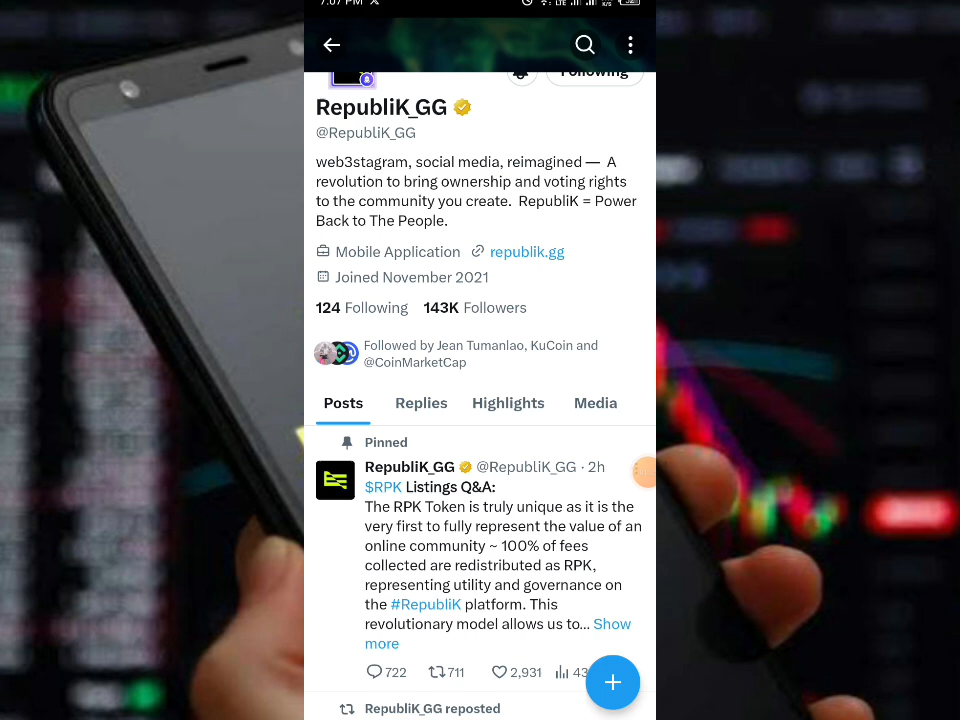 7:07 PM
Following
RepubliK_GG
@RepubliK_GG
web3stagram, social media, reimagined — A
revolution to bring ownership and voting rights
to the community you create. RepubliK = Power
Back to The People.
Mobile Application republik.gg
Joined November 2021
124 Following 143K Followers
Followed by Jean Tumanlao, KuCoin and
@CoinMarketCap
Posts Replies Highlights Media
Pinned
RepubliK_GG @RepubliK_GG · 2h
$RPK Listings Q&A:
The RPK Token is truly unique as it is the
very first to fully represent the value of an
online community ~ 100% of fees
collected are redistributed as RPK,
representing utility and governance on
the #RepubliK platform. This
revolutionary model allows us to... Show
more
722 711 2,931 43
RepubliK_GG reposted